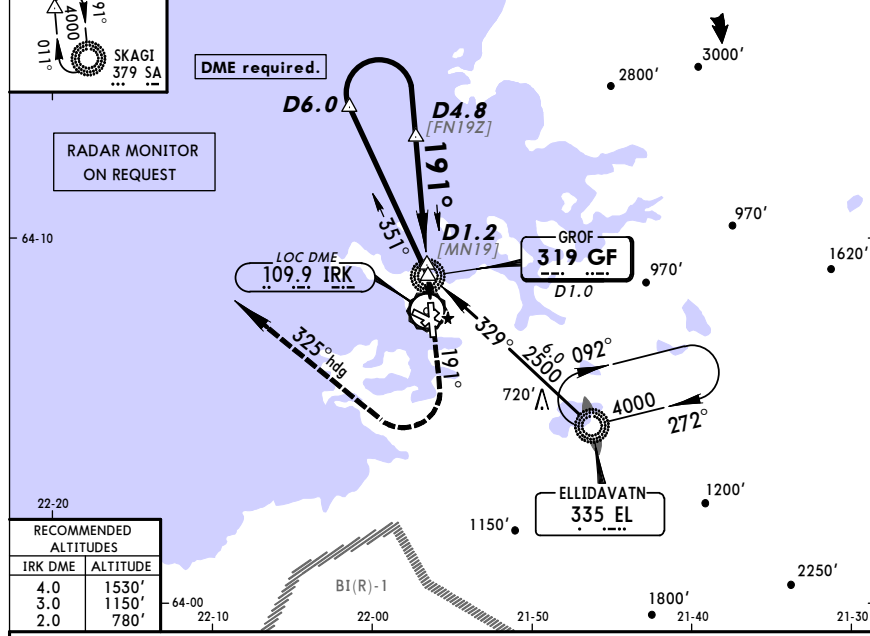 91°
4000
011°
SKAGI
379 SA
DME required.
3000'
2800'
D6.0
D4.8
[FN19Z]
RADAR MONITOR
ON REQUEST
191°
970'
64-10
351°
D1.2
[MN19]
GROF
319 GF
D1.0
970'
1620'
LOC DME
109.9 IRK
329°
6.0
2500
092°
325° hdg
191°
720'
4000
272°
22-20
ELLIDAVATN
335 EL
1200'
1150'
RECOMMENDED
ALTITUDES
IRK DME ALTITUDE
4.0 1530'
3.0 1150'
2.0 780'
BI(R)-1
2250'
64-00
1800'
22-10
22-00
21-50
21-40
21-30